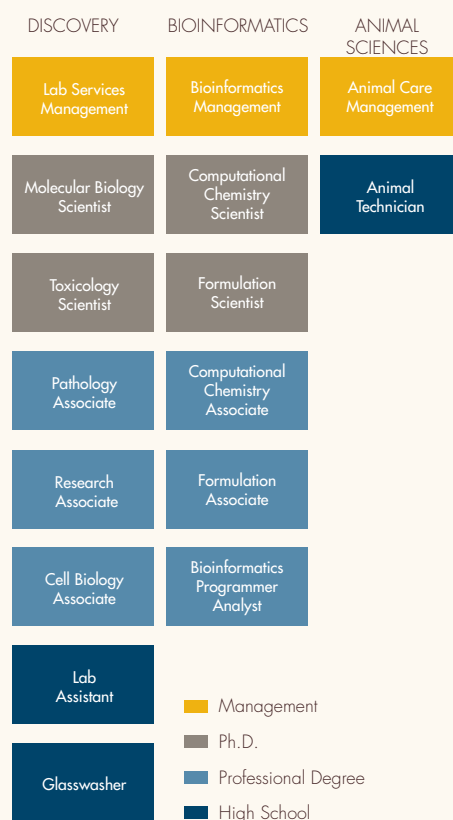 DISCOVERY
Lab Services
Management
Molecular Biology
Scientist
Toxicology
Scientist
Pathology
Associate
Research
Associate
Cell Biology
Associate
Lab
Assistant
Glasswasher
BIOINFORMATICS
Bioinformatics
Management
Computational
Chemistry
Scientist
Formulation
Scientist
Computational
Chemistry
Associate
Formulation
Associate
Bioinformatics
Programmer
Analyst
ANIMAL
SCIENCES
Animal Care
Management
Animal
Technician
Management
Ph.D.
Professional Degree
High School